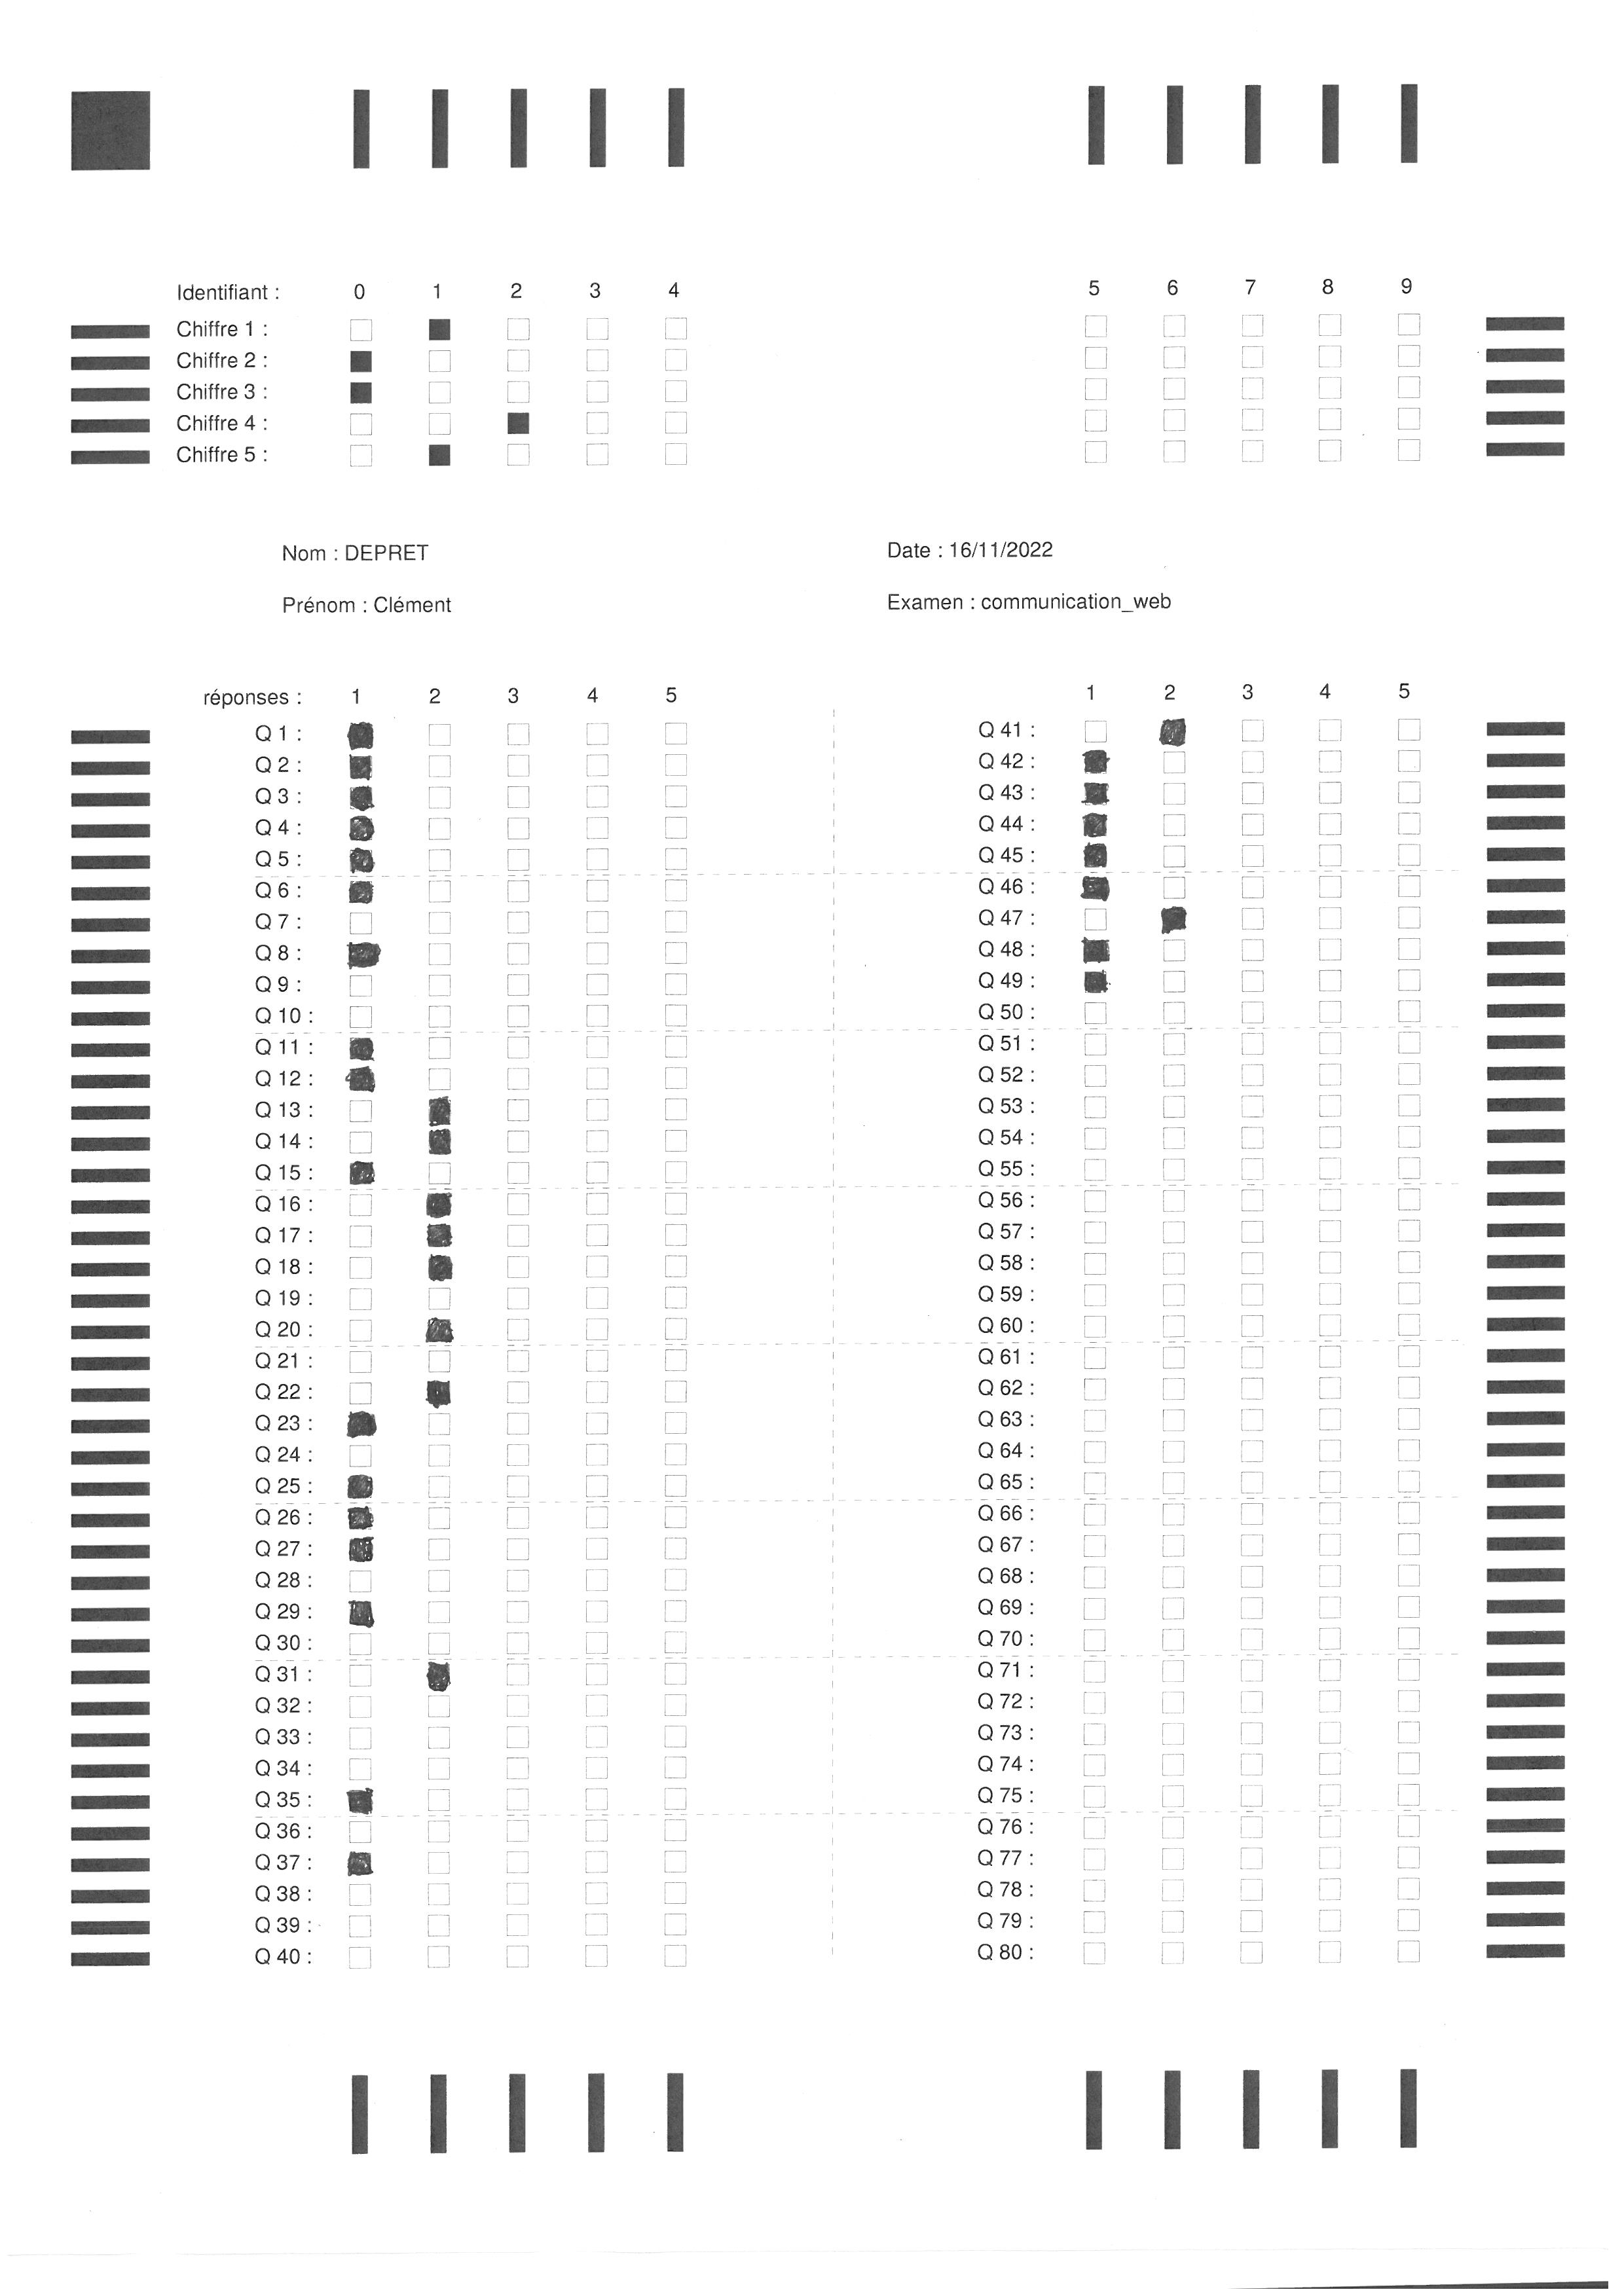 Identifiant : 0 1 2 3 4 5 6 7 8 9
Chiffre 1 :
Chiffre 2 :
Chiffre 3 :
Chiffre 4 :
Chiffre 5 :
Nom : DEPRET
Date : 16/11/2022
Prénom : Clément
Examen : communication_web
réponses : 1 2 3 4 5
Q 1 :
Q 2 :
Q 3 :
Q 4 :
Q 5 :
Q 6 :
Q 7 :
Q 8 :
Q 9 :
Q 10 :
Q 11 :
Q 12 :
Q 13 :
Q 14 :
Q 15 :
Q 16 :
Q 17 :
Q 18 :
Q 19 :
Q 20 :
Q 21 :
Q 22 :
Q 23 :
Q 24 :
Q 25 :
Q 26 :
Q 27 :
Q 28 :
Q 29 :
Q 30 :
Q 31 :
Q 32 :
Q 33 :
Q 34 :
Q 35 :
Q 36 :
Q 37 :
Q 38 :
Q 39 :
Q 40 :
1 2 3 4 5
Q 41 :
Q 42 :
Q 43 :
Q 44 :
Q 45 :
Q 46 :
Q 47 :
Q 48 :
Q 49 :
Q 50 :
Q 51 :
Q 52 :
Q 53 :
Q 54 :
Q 55 :
Q 56 :
Q 57 :
Q 58 :
Q 59 :
Q 60 :
Q 61 :
Q 62 :
Q 63 :
Q 64 :
Q 65 :
Q 66 :
Q 67 :
Q 68 :
Q 69 :
Q 70 :
Q 71 :
Q 72 :
Q 73 :
Q 74 :
Q 75 :
Q 76 :
Q 77 :
Q 78 :
Q 79 :
Q 80 :